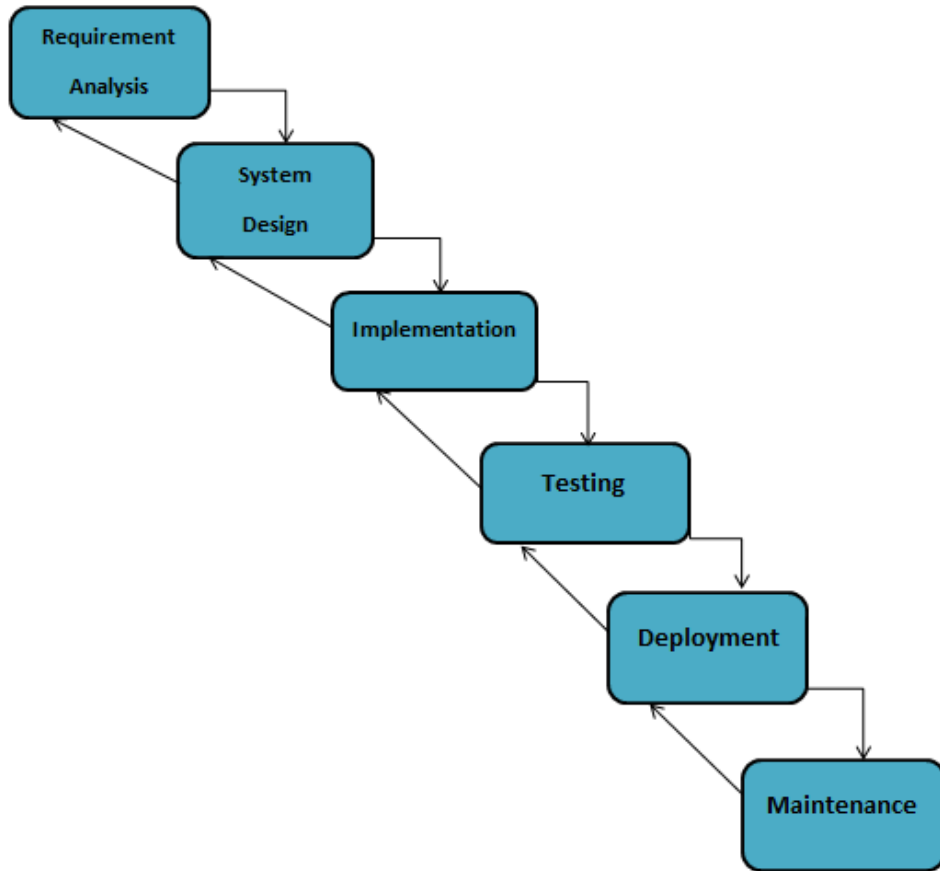 Requirement
Analysis
System
Design
Implementation
Testing
Deployment
Maintenance